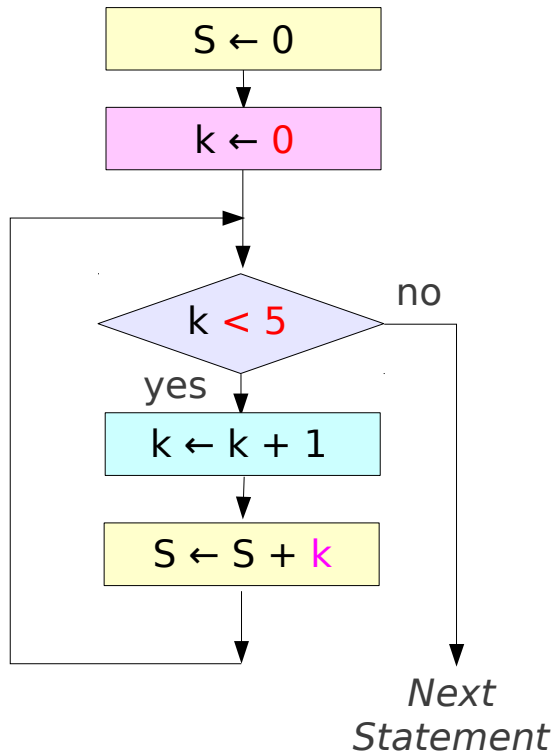 S ← 0
k ← 0
k < 5
no
yes
k ← k + 1
S ← S + k
Next
Statement